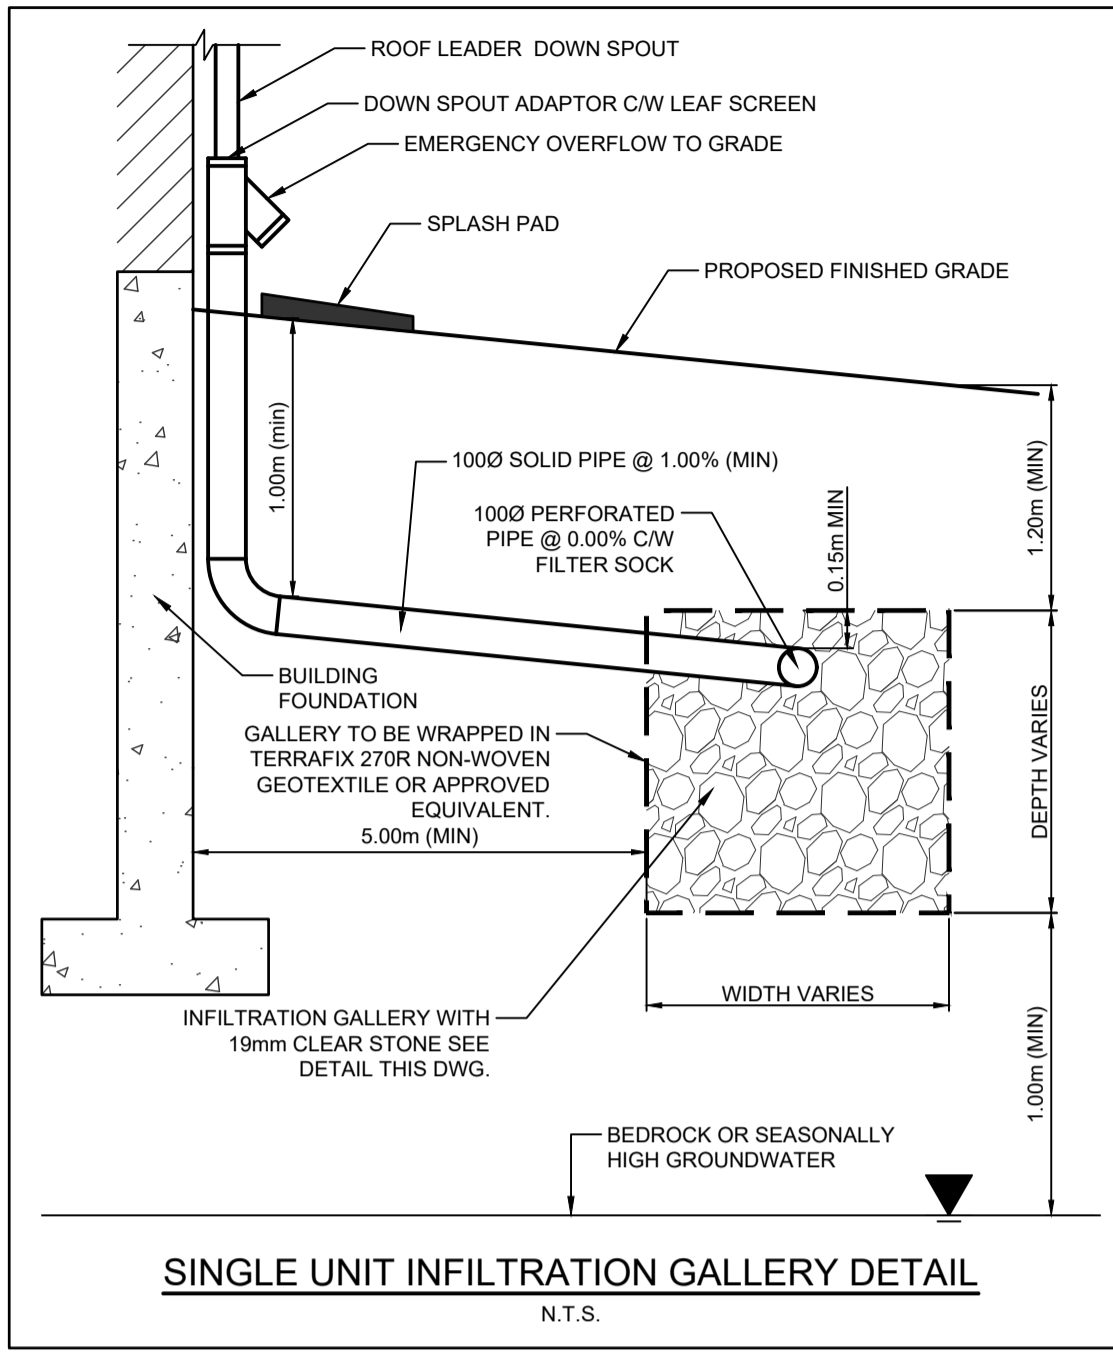 ROOF LEADER  DOWN SPOUT
DOWN SPOUT ADAPTOR C/W LEAF SCREEN
EMERGENCY OVERFLOW TO GRADE
SPLASH PAD
PROPOSED FINISHED GRADE
1.00m (min)
100Ø SOLID PIPE @ 1.00% (MIN)
100Ø PERFORATED
PIPE @ 0.00% C/W
FILTER SOCK
0.15m MIN
1.20m (MIN)
BUILDING
FOUNDATION
GALLERY TO BE WRAPPED IN
TERRAFIX 270R NON-WOVEN
GEOTEXTILE OR APPROVED
EQUIVALENT.
5.00m (MIN)
DEPTH VARIES
WIDTH VARIES
INFILTRATION GALLERY WITH
19mm CLEAR STONE SEE
DETAIL THIS DWG.
1.00m (MIN)
BEDROCK OR SEASONALLY
HIGH GROUNDWATER
SINGLE UNIT INFILTRATION GALLERY DETAIL
N.T.S.